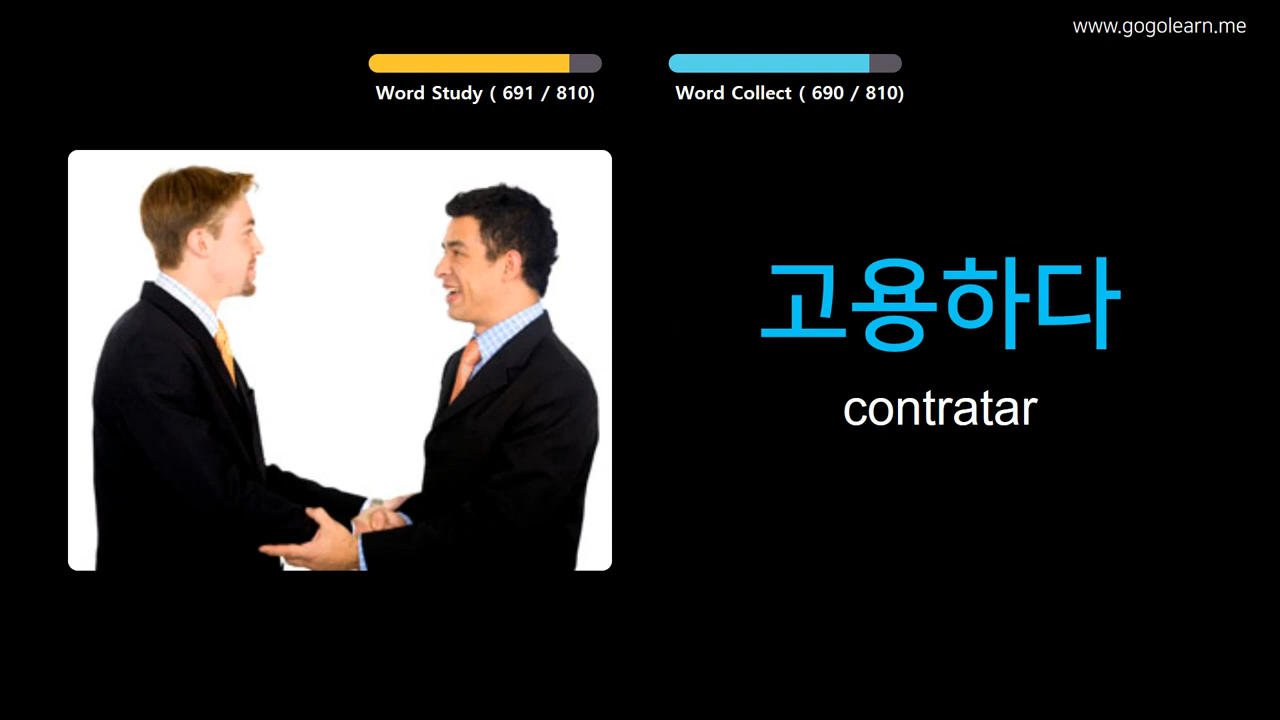 www.gogolearn.me
Word Study ( 691 / 810)
Word Collect ( 690 / 810)
고용하다
contratar